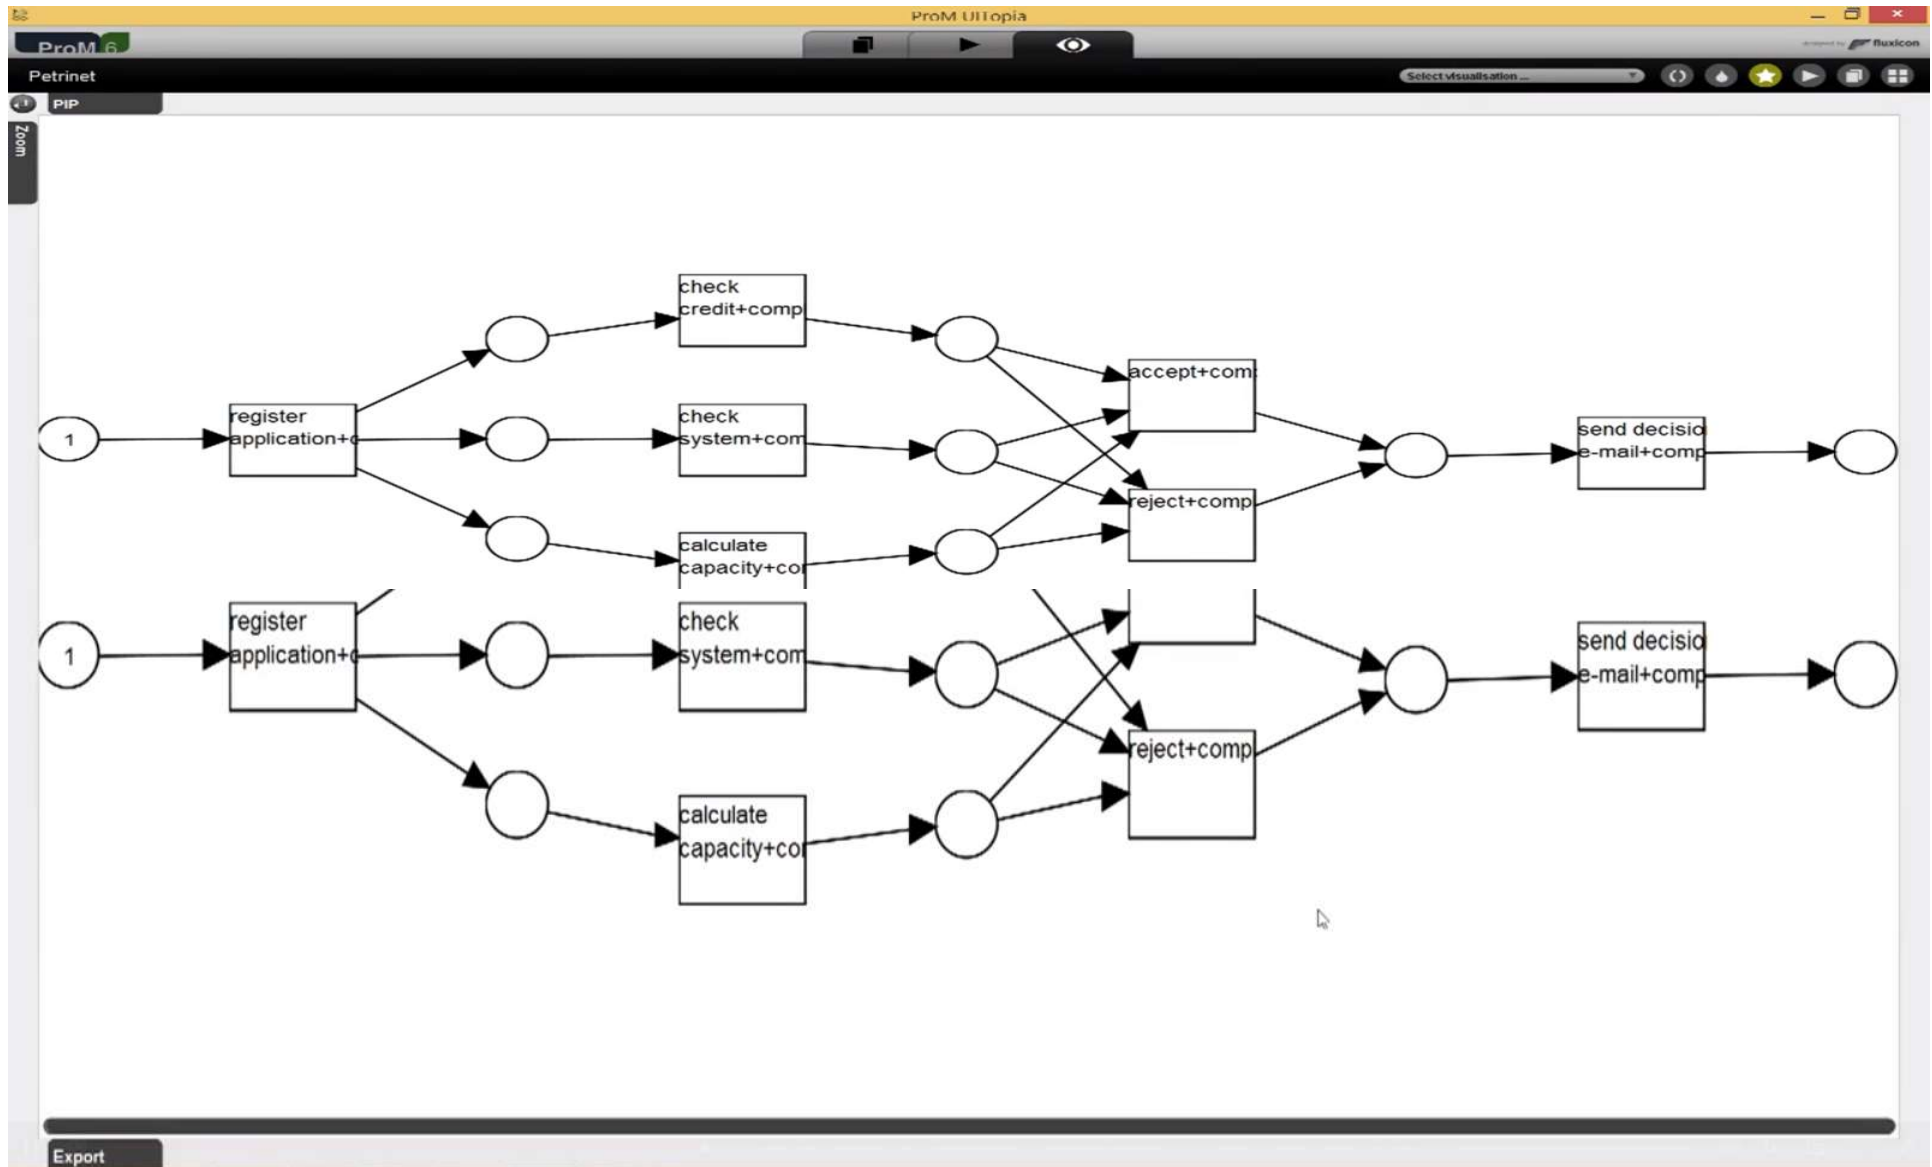 ProM UITopia
ProM 6
fluxicon
Petrinet
Select visualisation ...
PIP
Zoom
check
credit+comp
accept+com
register
application+c
check
system+com
send decisio
e-mail+comp
1
reject+comp
calculate
capacity+cor
register
application+c
check
system+com
send decisio
e-mail+comp
1
reject+comp
calculate
capacity+cor
Export